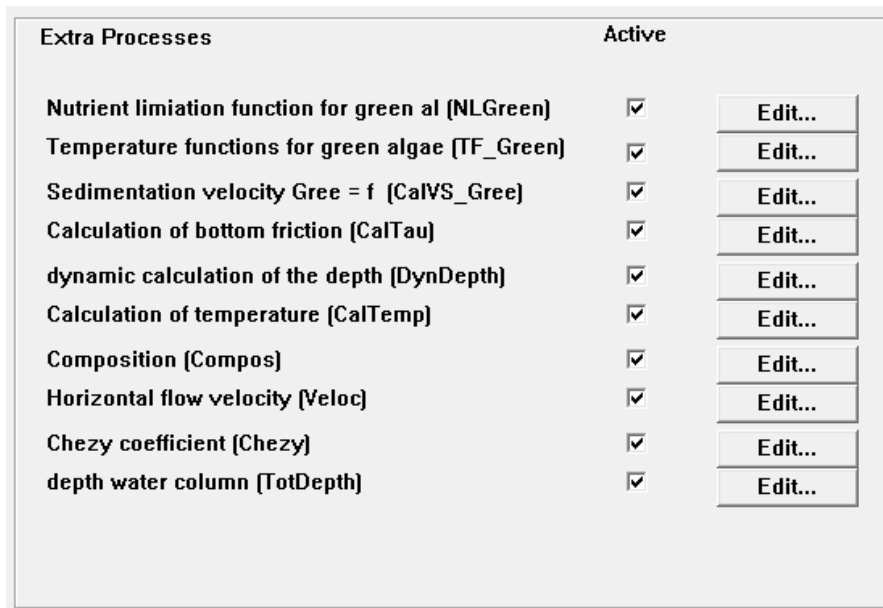 Extra Processes Active
Nutrient limiation function for green al (NLGreen) Edit...
Temperature functions for green algae (TF_Green) Edit...
Sedimentation velocity Gree = f (CalVS_Gree) Edit...
Calculation of bottom friction (CalTau) Edit...
dynamic calculation of the depth (DynDepth) Edit...
Calculation of temperature (CalTemp) Edit...
Composition (Compos) Edit...
Horizontal flow velocity (Veloc) Edit...
Chezy coefficient (Chezy) Edit...
depth water column (TotDepth) Edit...